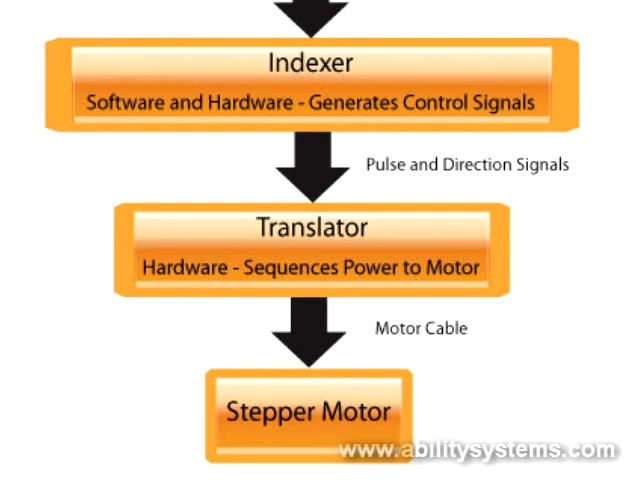 Indexer
Software and Hardware - Generates Control Signals
Pulse and Direction Signals
Translator
Hardware - Sequences Power to Motor
Motor Cable
Stepper Motor
www.abilitysystems.com